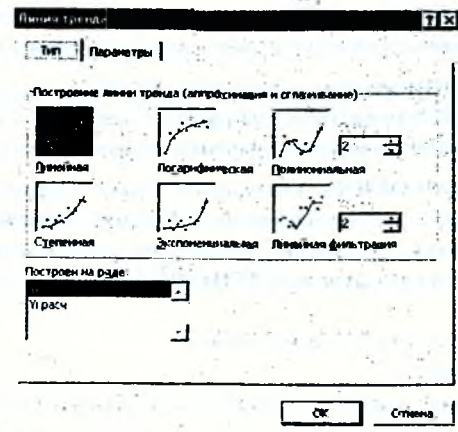 Линия тренда
Тип Параметры
Построение линии тренда (аппроксимация и сглаживание)
2
Линейная Логарифмическая Полиномиальная
2
Степенная Экспоненциальная Линейная фильтрация
Построен на ряде:
Yi расч
OK Отмена